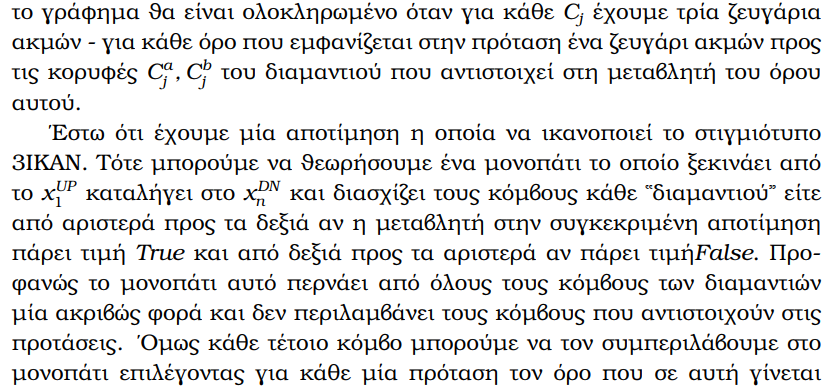 το γράφημα θα είναι ολοκληρωμένο όταν για κάθε C_j έχουμε τρία ζευγάρια
ακμών - για κάθε όρο που εμφανίζεται στην πρόταση ένα ζευγάρι ακμών προς
τις κορυφές C_j^a, C_j^b του διαμαντιού που αντιστοιχεί στη μεταβλητή του όρου
αυτού.
Έστω ότι έχουμε μία αποτίμηση η οποία να ικανοποιεί το στιγμιότυπο
3ΙΚΑΝ. Τότε μπορούμε να θεωρήσουμε ένα μονοπάτι το οποίο ξεκινάει από
το x_1^{UP} καταλήγει στο x_n^{DN} και διασχίζει τους κόμβους κάθε “διαμαντιού” είτε
από αριστερά προς τα δεξιά αν η μεταβλητή στην συγκεκριμένη αποτίμηση
πάρει τιμή True και από δεξιά προς τα αριστερά αν πάρει τιμήFalse. Προ-
φανώς το μονοπάτι αυτό περνάει από όλους τους κόμβους των διαμαντιών
μία ακριβώς φορά και δεν περιλαμβάνει τους κόμβους που αντιστοιχούν στις
προτάσεις. Όμως κάθε τέτοιο κόμβο μπορούμε να τον συμπεριλάβουμε στο
μονοπάτι επιλέγοντας για κάθε μία πρόταση τον όρο που σε αυτή γίνεται